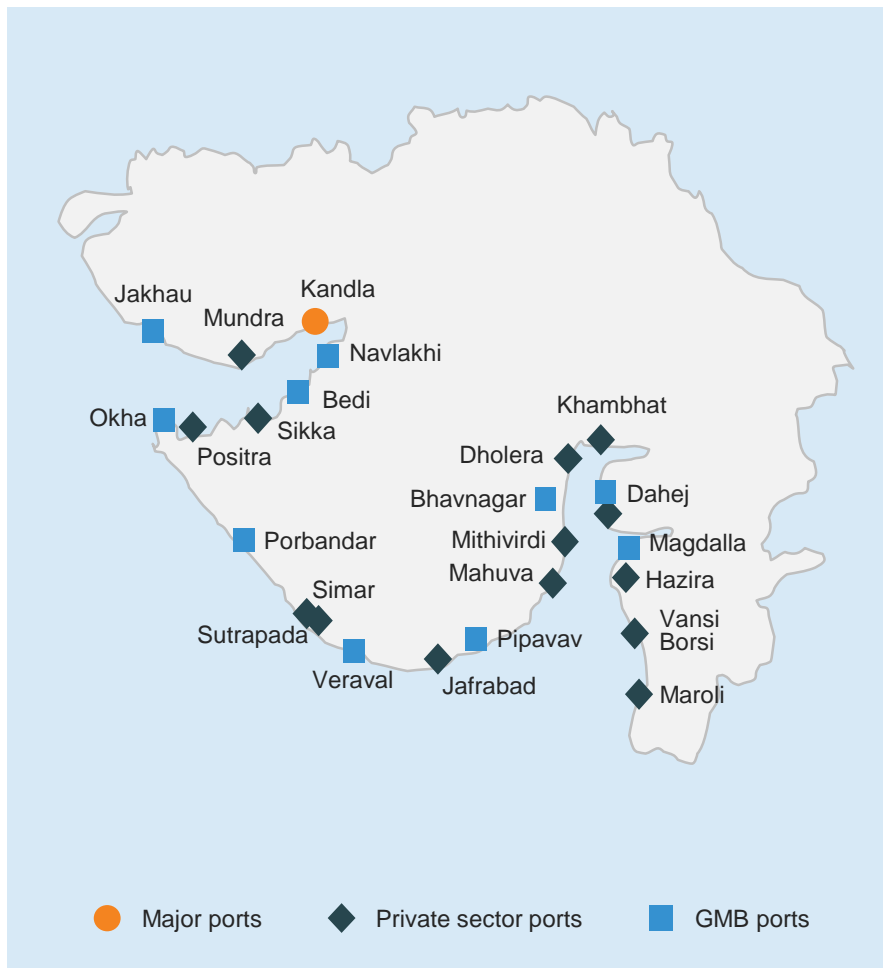 Kandla
Jakhau
Mundra
Navlakhi
Bedi
Khambhat
Okha
Sikka
Positra
Dholera
Bhavnagar
Dahej
Porbandar
Mithivirdi
Magdalla
Mahuva
Hazira
Simar
Vansi
Borsi
Sutrapada
Pipavav
Veraval
Jafrabad
Maroli
Major ports
Private sector ports
GMB ports